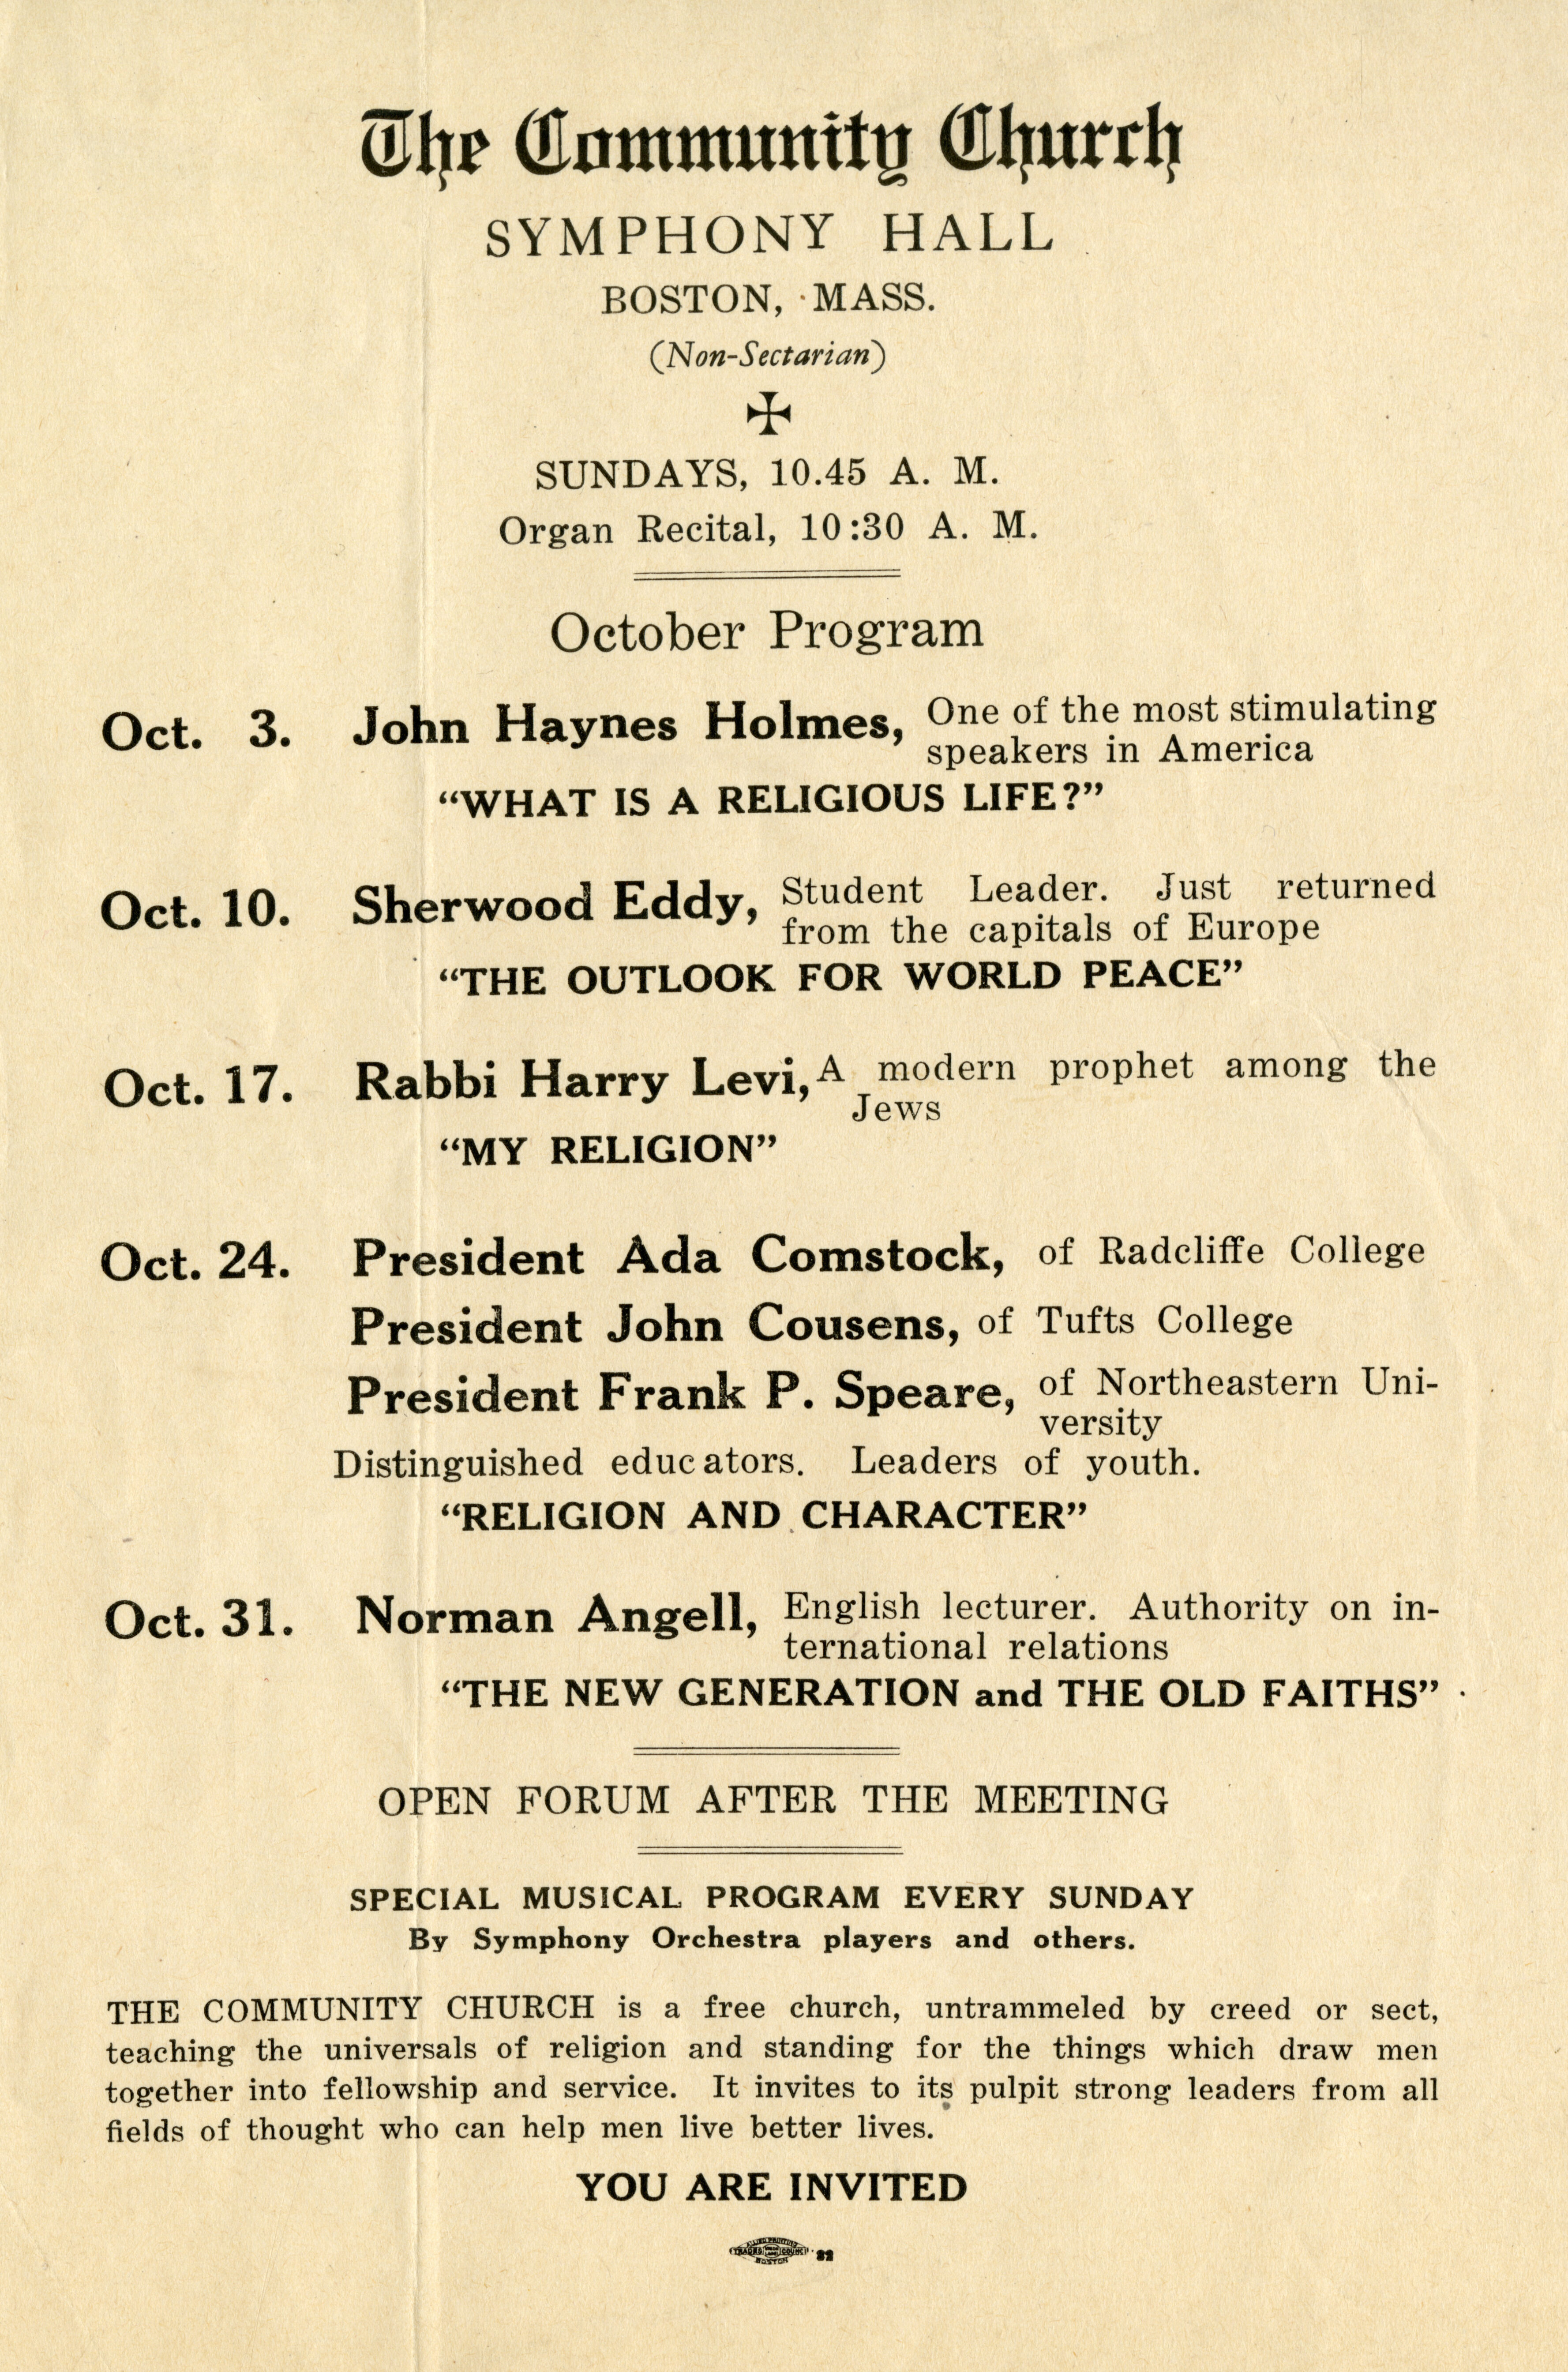 The Community Church
SYMPHONY HALL
BOSTON, MASS.
(Non-Sectarian)
SUNDAYS, 10.45 A. M.
Organ Recital, 10:30 A. M.
October Program
Oct. 3. John Haynes Holmes, One of the most stimulating
speakers in America
“WHAT IS A RELIGIOUS LIFE?”
Oct. 10. Sherwood Eddy, Student Leader. Just returned
from the capitals of Europe
“THE OUTLOOK FOR WORLD PEACE”
Oct. 17. Rabbi Harry Levi, A modern prophet among the
Jews
“MY RELIGION”
Oct. 24. President Ada Comstock, of Radcliffe College
President John Cousens, of Tufts College
President Frank P. Speare, of Northeastern Uni-
versity
Distinguished educators. Leaders of youth.
“RELIGION AND CHARACTER”
Oct. 31. Norman Angell, English lecturer. Authority on in-
ternational relations
“THE NEW GENERATION and THE OLD FAITHS”
OPEN FORUM AFTER THE MEETING
SPECIAL MUSICAL PROGRAM EVERY SUNDAY
By Symphony Orchestra players and others.
THE COMMUNITY CHURCH is a free church, untrammeled by creed or sect,
teaching the universals of religion and standing for the things which draw men
together into fellowship and service. It invites to its pulpit strong leaders from all
fields of thought who can help men live better lives.
YOU ARE INVITED